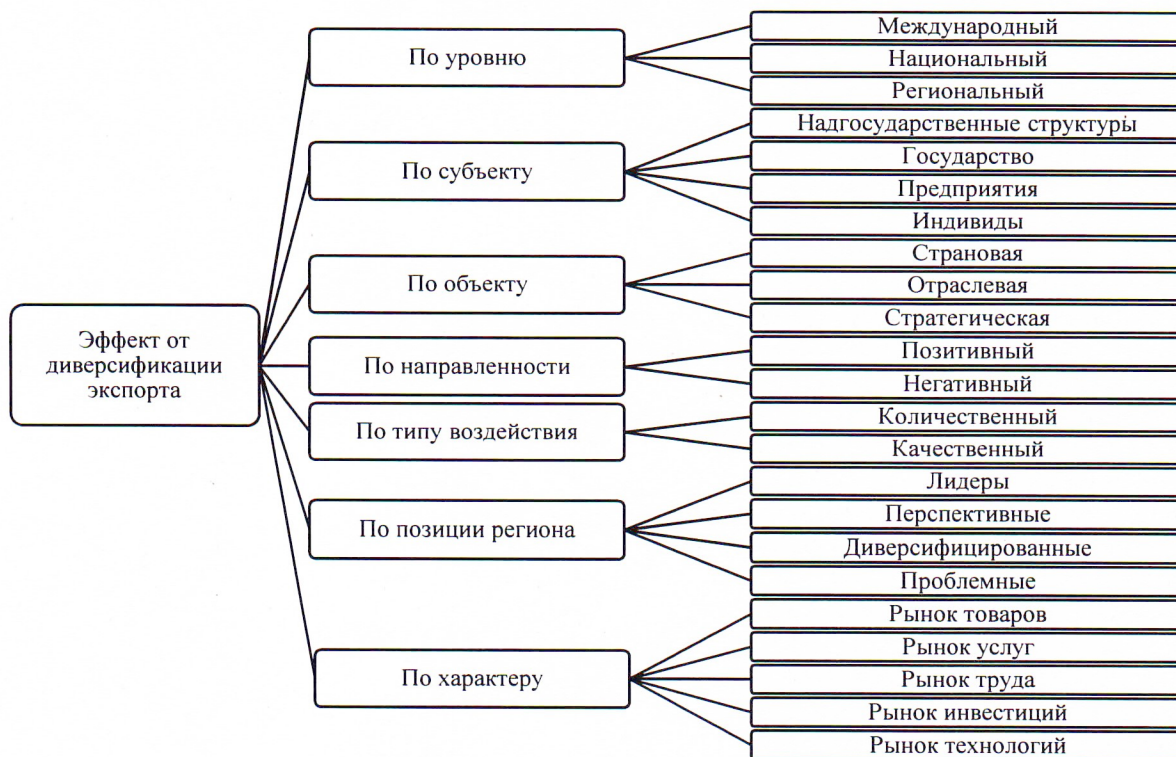 Эффект от
диверсификации
экспорта
По уровню
Международный
Национальный
Региональный
По субъекту
Надгосударственные структуры
Государство
Предприятия
Индивиды
По объекту
Страновая
Отраслевая
Стратегическая
По направленности
Позитивный
Негативный
По типу воздействия
Количественный
Качественный
По позиции региона
Лидеры
Перспективные
Диверсифицированные
Проблемные
По характеру
Рынок товаров
Рынок услуг
Рынок труда
Рынок инвестиций
Рынок технологий